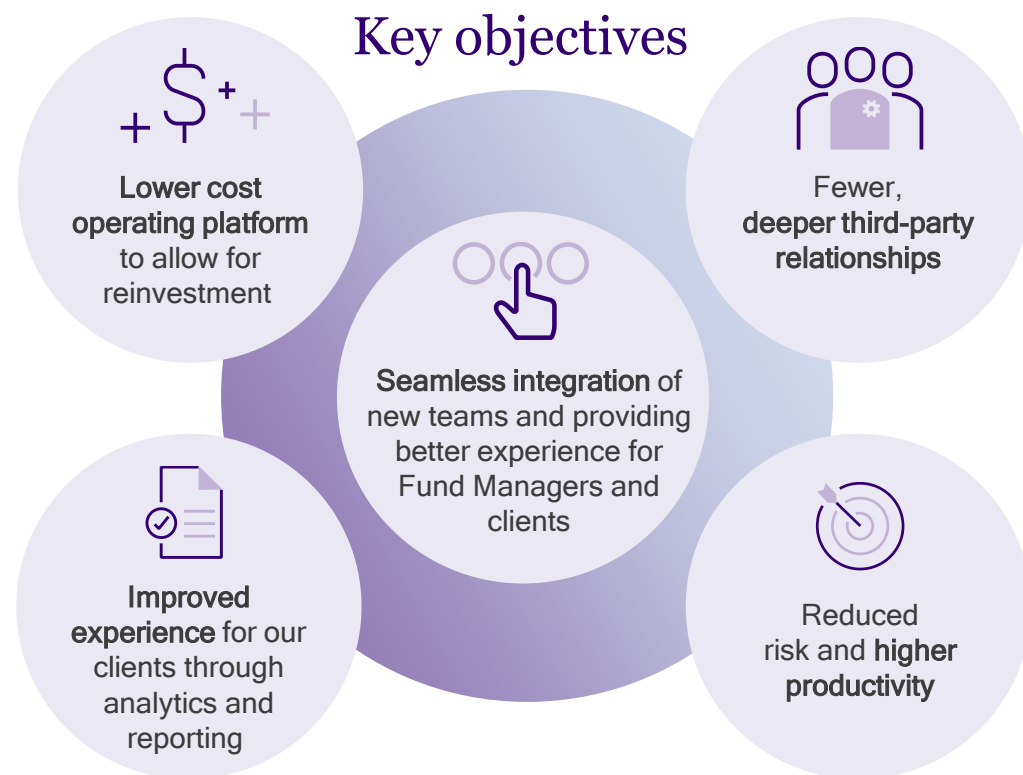 Key objectives
Lower cost
operating platform
to allow for
reinvestment
Fewer,
deeper third-party
relationships
Seamless integration of
new teams and providing
better experience for
Fund Managers and
clients
Improved
experience for our
clients through
analytics and
reporting
Reduced
risk and higher
productivity